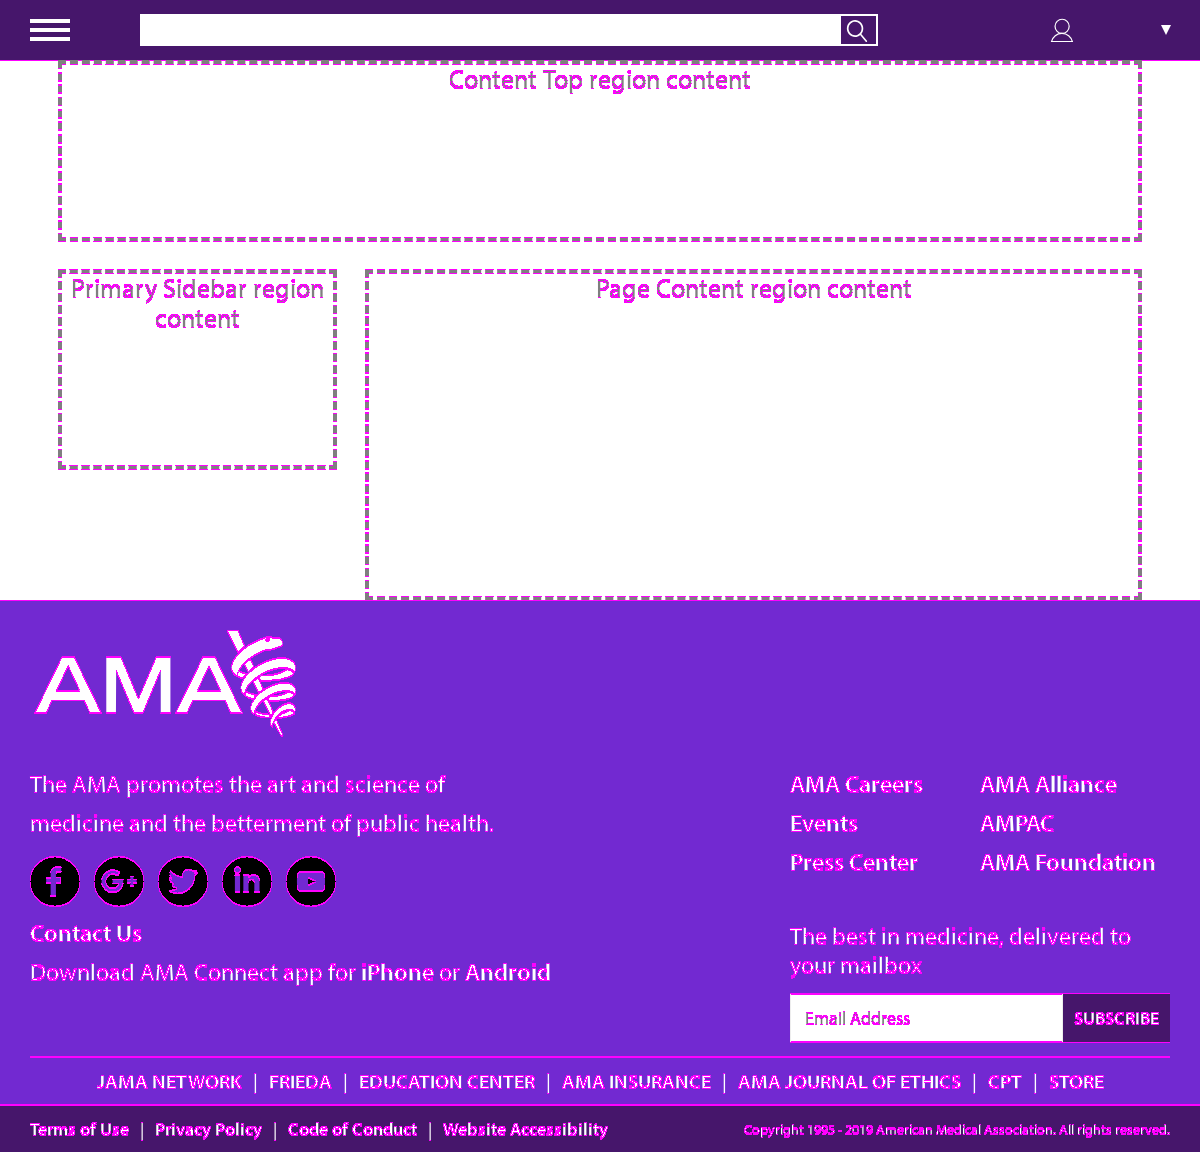 Content Top region content
Primary Sidebar region
content
Page Content region content
AMA
The AMA promotes the art and science of
medicine and the betterment of public health.
Contact Us
Download AMA Connect app for iPhone or Android
AMA Careers
Events
Press Center
AMA Alliance
AMPAC
AMA Foundation
The best in medicine, delivered to
your mailbox
Email Address
SUBSCRIBE
JAMA NETWORK | FRIEDA | EDUCATION CENTER | AMA INSURANCE | AMA JOURNAL OF ETHICS | CPT | STORE
Terms of Use | Privacy Policy | Code of Conduct | Website Accessibility
Copyright 1995 - 2019 American Medical Association. All rights reserved.